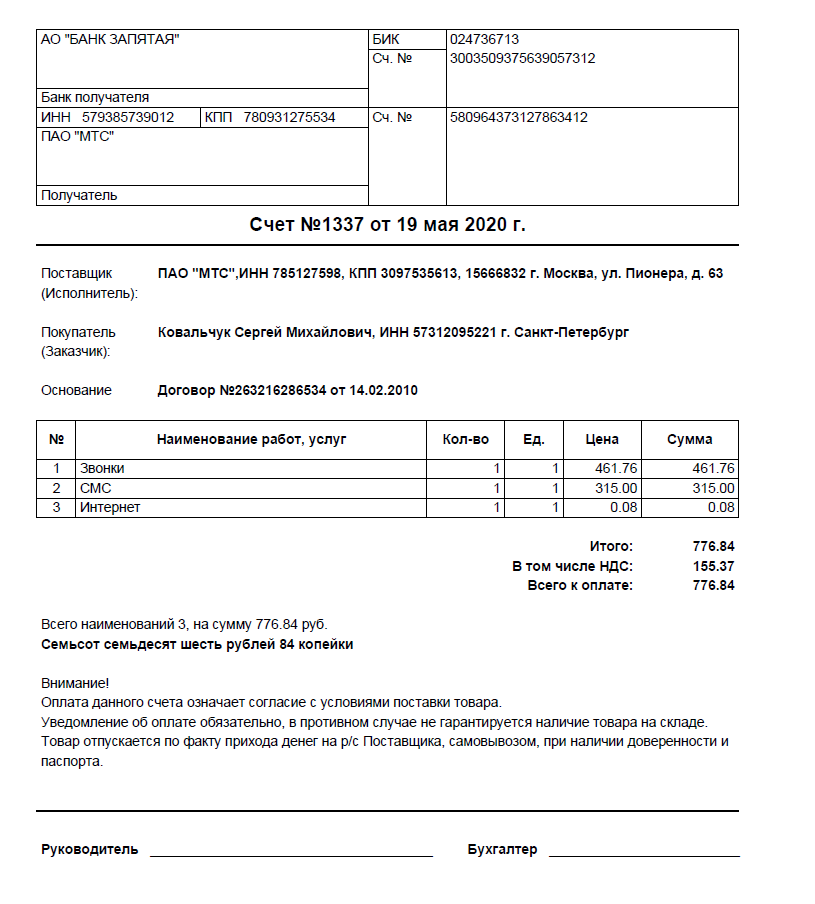 АО "БАНК ЗАПЯТАЯ" БИК 024736713
Сч. № 3003509375639057312
Банк получателя
ИНН 579385739012 КПП 780931275534 Сч. № 580964373127863412
ПАО "МТС"
Получатель
Счет №1337 от 19 мая 2020 г.
Поставщик ПАО "МТС",ИНН 785127598, КПП 3097535613, 15666832 г. Москва, ул. Пионера, д. 63
(Исполнитель):
Покупатель Ковальчук Сергей Михайлович, ИНН 57312095221 г. Санкт-Петербург
(Заказчик):
Основание Договор №263216286534 от 14.02.2010
№ Наименование работ, услуг Кол-во Ед. Цена Сумма
1 Звонки 1 1 461.76 461.76
2 СМС 1 1 315.00 315.00
3 Интернет 1 1 0.08 0.08
Итого: 776.84
В том числе НДС: 155.37
Всего к оплате: 776.84
Всего наименований 3, на сумму 776.84 руб.
Семьсот семьдесят шесть рублей 84 копейки
Внимание!
Оплата данного счета означает согласие с условиями поставки товара.
Уведомление об оплате обязательно, в противном случае не гарантируется наличие товара на складе.
Товар отпускается по факту прихода денег на р/с Поставщика, самовывозом, при наличии доверенности и
паспорта.
Руководитель Бухгалтер